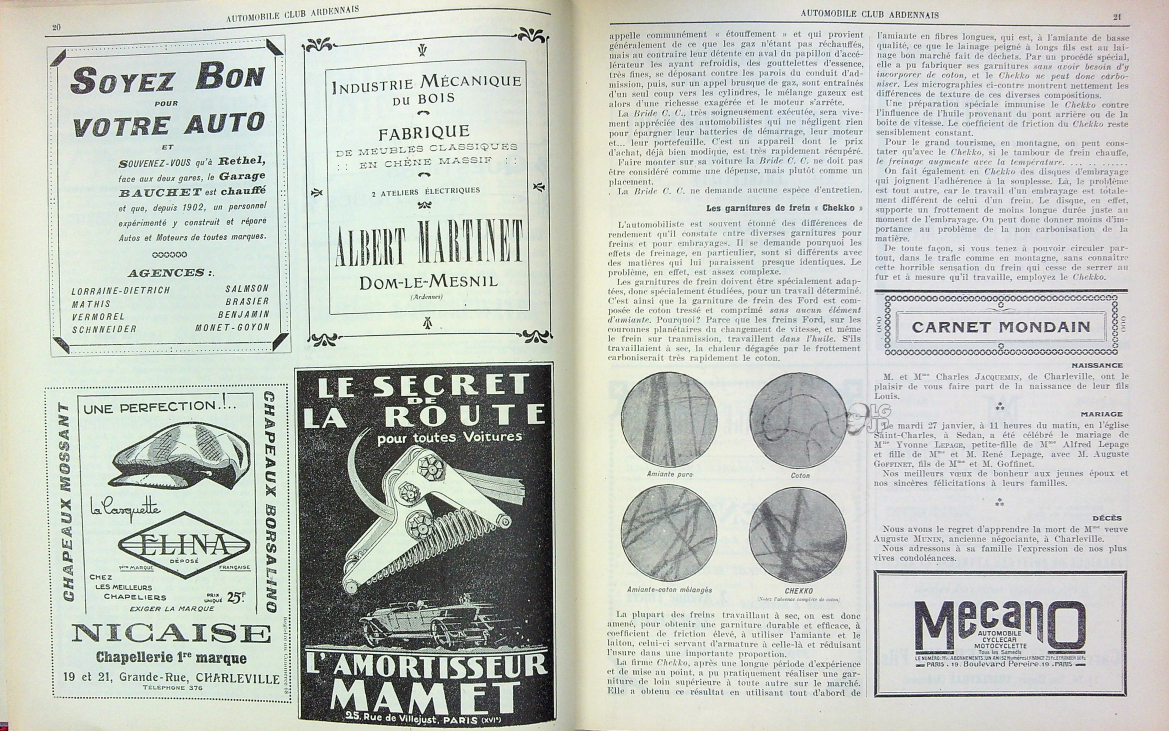 20
AUTOMOBILE CLUB ARDENNAIS
SOYEZ BON
POUR
VOTRE AUTO
ET
SOUVENEZ-VOUS qu'à Rethel,
face aux deux gares, le Garage
BAUCHET est chauffé
et que, depuis 1902, un personnel
expérimenté y construit et répare
Autos et Moteurs de toutes marques.
AGENCES :.
LORRAINE-DIETRICH SALMSON
MATHIS BRASIER
VERMOREL BENJAMIN
SCHNNEIDER MONET-GOYON
INDUSTRIE MÉCANIQUE
DU BOIS
FABRIQUE
DE MEUBLES CLASSIQUES
:: EN CHÊNE MASSIF ::
2 ATELIERS ÉLECTRIQUES
ALBERT MARTINET
DOM-LE-MESNIL
(Ardennes)
CHAPEAUX MOSSANT
UNE PERFECTION.!..
la Casquette
ELINA
DÉPOSÉ
1ère MARQUE FRANÇAISE
CHEZ
LES MEILLEURS
CHAPELIERS
PRIX
UNIQUE 25F
EXIGER LA MARQUE
CHAPEAUX BORSALINO
NICAISE
Chapellerie 1re marque
19 et 21, Grande-Rue, CHARLEVILLE
TÉLÉPHONE 376
LE SECRET
DE
LA ROUTE
pour toutes Voitures
L'AMORTISSEUR
MAMET
25, Rue de Villejust, PARIS (XVIe)
AUTOMOBILE CLUB ARDENNAIS
21
appelle communément « étouffement » et qui provient
généralement de ce que les gaz n'étant pas réchauffés,
mais au contraire leur détente en aval du papillon d'accé-
lérateur les ayant refroidis, des gouttelettes d'essence,
très fines, se déposant contre les parois du conduit d'ad-
mission, puis, sur un appel brusque de gaz, sont entraînés
d'un seul coup vers les cylindres, le mélange gazeux est
alors d'une richesse exagérée et le moteur s'arrête.
La Bride C. C., très soigneusement exécutée, sera vive-
ment appréciée des automobilistes qui ne négligent rien
pour épargner leur batteries de démarrage, leur moteur
et... leur portefeuille. C'est un appareil dont le prix
d'achat, déjà bien modique, est très rapidement récupéré.
Faire monter sur sa voiture la Bride C. C. ne doit pas
être considéré comme une dépense, mais plutôt comme un
placement.
La Bride C. C. ne demande aucune espèce d'entretien.
Les garnitures de frein « Chekko »
L'automobiliste est souvent étonné des différences de
rendement qu'il constate entre diverses garnitures pour
freins et pour embrayages. Il se demande pourquoi les
effets de freinage, en particulier, sont si différents avec
des matières qui lui paraissent presque identiques. Le
problème, en effet, est assez complexe.
Les garnitures de frein doivent être spécialement adap-
tées, donc spécialement étudiées, pour un travail déterminé.
C'est ainsi que la garniture de frein des Ford est com-
posée de coton tressé et comprimé sans aucun élément
d'amiante. Pourquoi? Parce que les freins Ford, sur les
couronnes planétaires du changement de vitesse, et même
le frein sur tranmission, travaillent dans l'huile. S'ils
travaillaient à sec, la chaleur dégagée par le frottement
carboniserait très rapidement le coton.
Amiante pure
Coton
Amiante-coton mélangés
CHEKKO
(Notez l'absence complète de coton)
La plupart des freins travaillant à sec, on est donc
amené, pour obtenir une garniture durable et efficace, à
coefficient de friction élevé, à utiliser l'amiante et le
laiton, celui-ci servant d'armature à celle-là et réduisant
l'usure dans une importante proportion.
La firme Chekko, après une longue période d'expérience
et de mise au point, a pu pratiquement réaliser une gar-
niture de loin supérieure à toute autre sur le marché.
Elle a obtenu ce résultat en utilisant tout d'abord de
l'amiante en fibres longues, qui est, à l'amiante de basse
qualité, ce que le lainage peigné à longs fils est au lai-
nage bon marché fait de déchets. Par un procédé spécial,
elle a pu fabriquer ses garnitures sans avoir besoin d'y
incorporer de coton, et le Chekko ne peut donc carbo-
niser. Les micrographies ci-contre montrent nettement les
différences de texture de ces diverses compositions.
Une préparation spéciale immunise le Chekko contre
l'influence de l'huile provenant du pont arrière ou de la
boîte de vitesse. Le coefficient de friction du Chekko reste
sensiblement constant.
Pour le grand tourisme, en montagne, on peut cons-
tater qu'avec le Chekko, si le tambour de frein chauffe,
le freinage augmente avec la température.
On fait également en Chekko des disques d'embrayage
qui joignent l'adhérence à la souplesse. Là, le problème
est tout autre, car le travail d'un embrayage est totale-
ment différent de celui d'un frein. Le disque, en effet,
supporte un frottement de moins longue durée juste au
moment de l'embrayage. On peut donc donner moins d'im-
portance au problème de la non carbonisation de la
matière.
De toute façon, si vous tenez à pouvoir circuler par-
tout, dans le trafic comme en montagne, sans connaître
cette horrible sensation du frein qui cesse de serrer au
fur et à mesure qu'il travaille, employez le Chekko.
CARNET MONDAIN
NAISSANCE
M. et Mme Charles JACQUEMIN, de Charleville, ont le
plaisir de vous faire part de la naissance de leur fils
Louis.
MARIAGE
Le mardi 27 janvier, à 11 heures du matin, en l'église
Saint-Charles, à Sedan, a été célébré le mariage de
Mlle Yvonne LEPAGE, petite-fille de Mme Alfred Lepage
et fille de Mme et M. René Lepage, avec M. Auguste
GOFFINET, fils de Mme et M. Goffinet.
Nos meilleurs vœux de bonheur aux jeunes époux et
nos sincères félicitations à leurs familles.
DÉCÈS
Nous avons le regret d'apprendre la mort de Mme veuve
Auguste MUNIN, ancienne négociante, à Charleville.
Nous adressons à sa famille l'expression de nos plus
vives condoléances.
MecanO
AUTOMOBILE
CYCLECAR
MOTOCYCLETTE
Tous les Samedis
PARIS - 19, Boulevard Pereire, 19 - PARIS